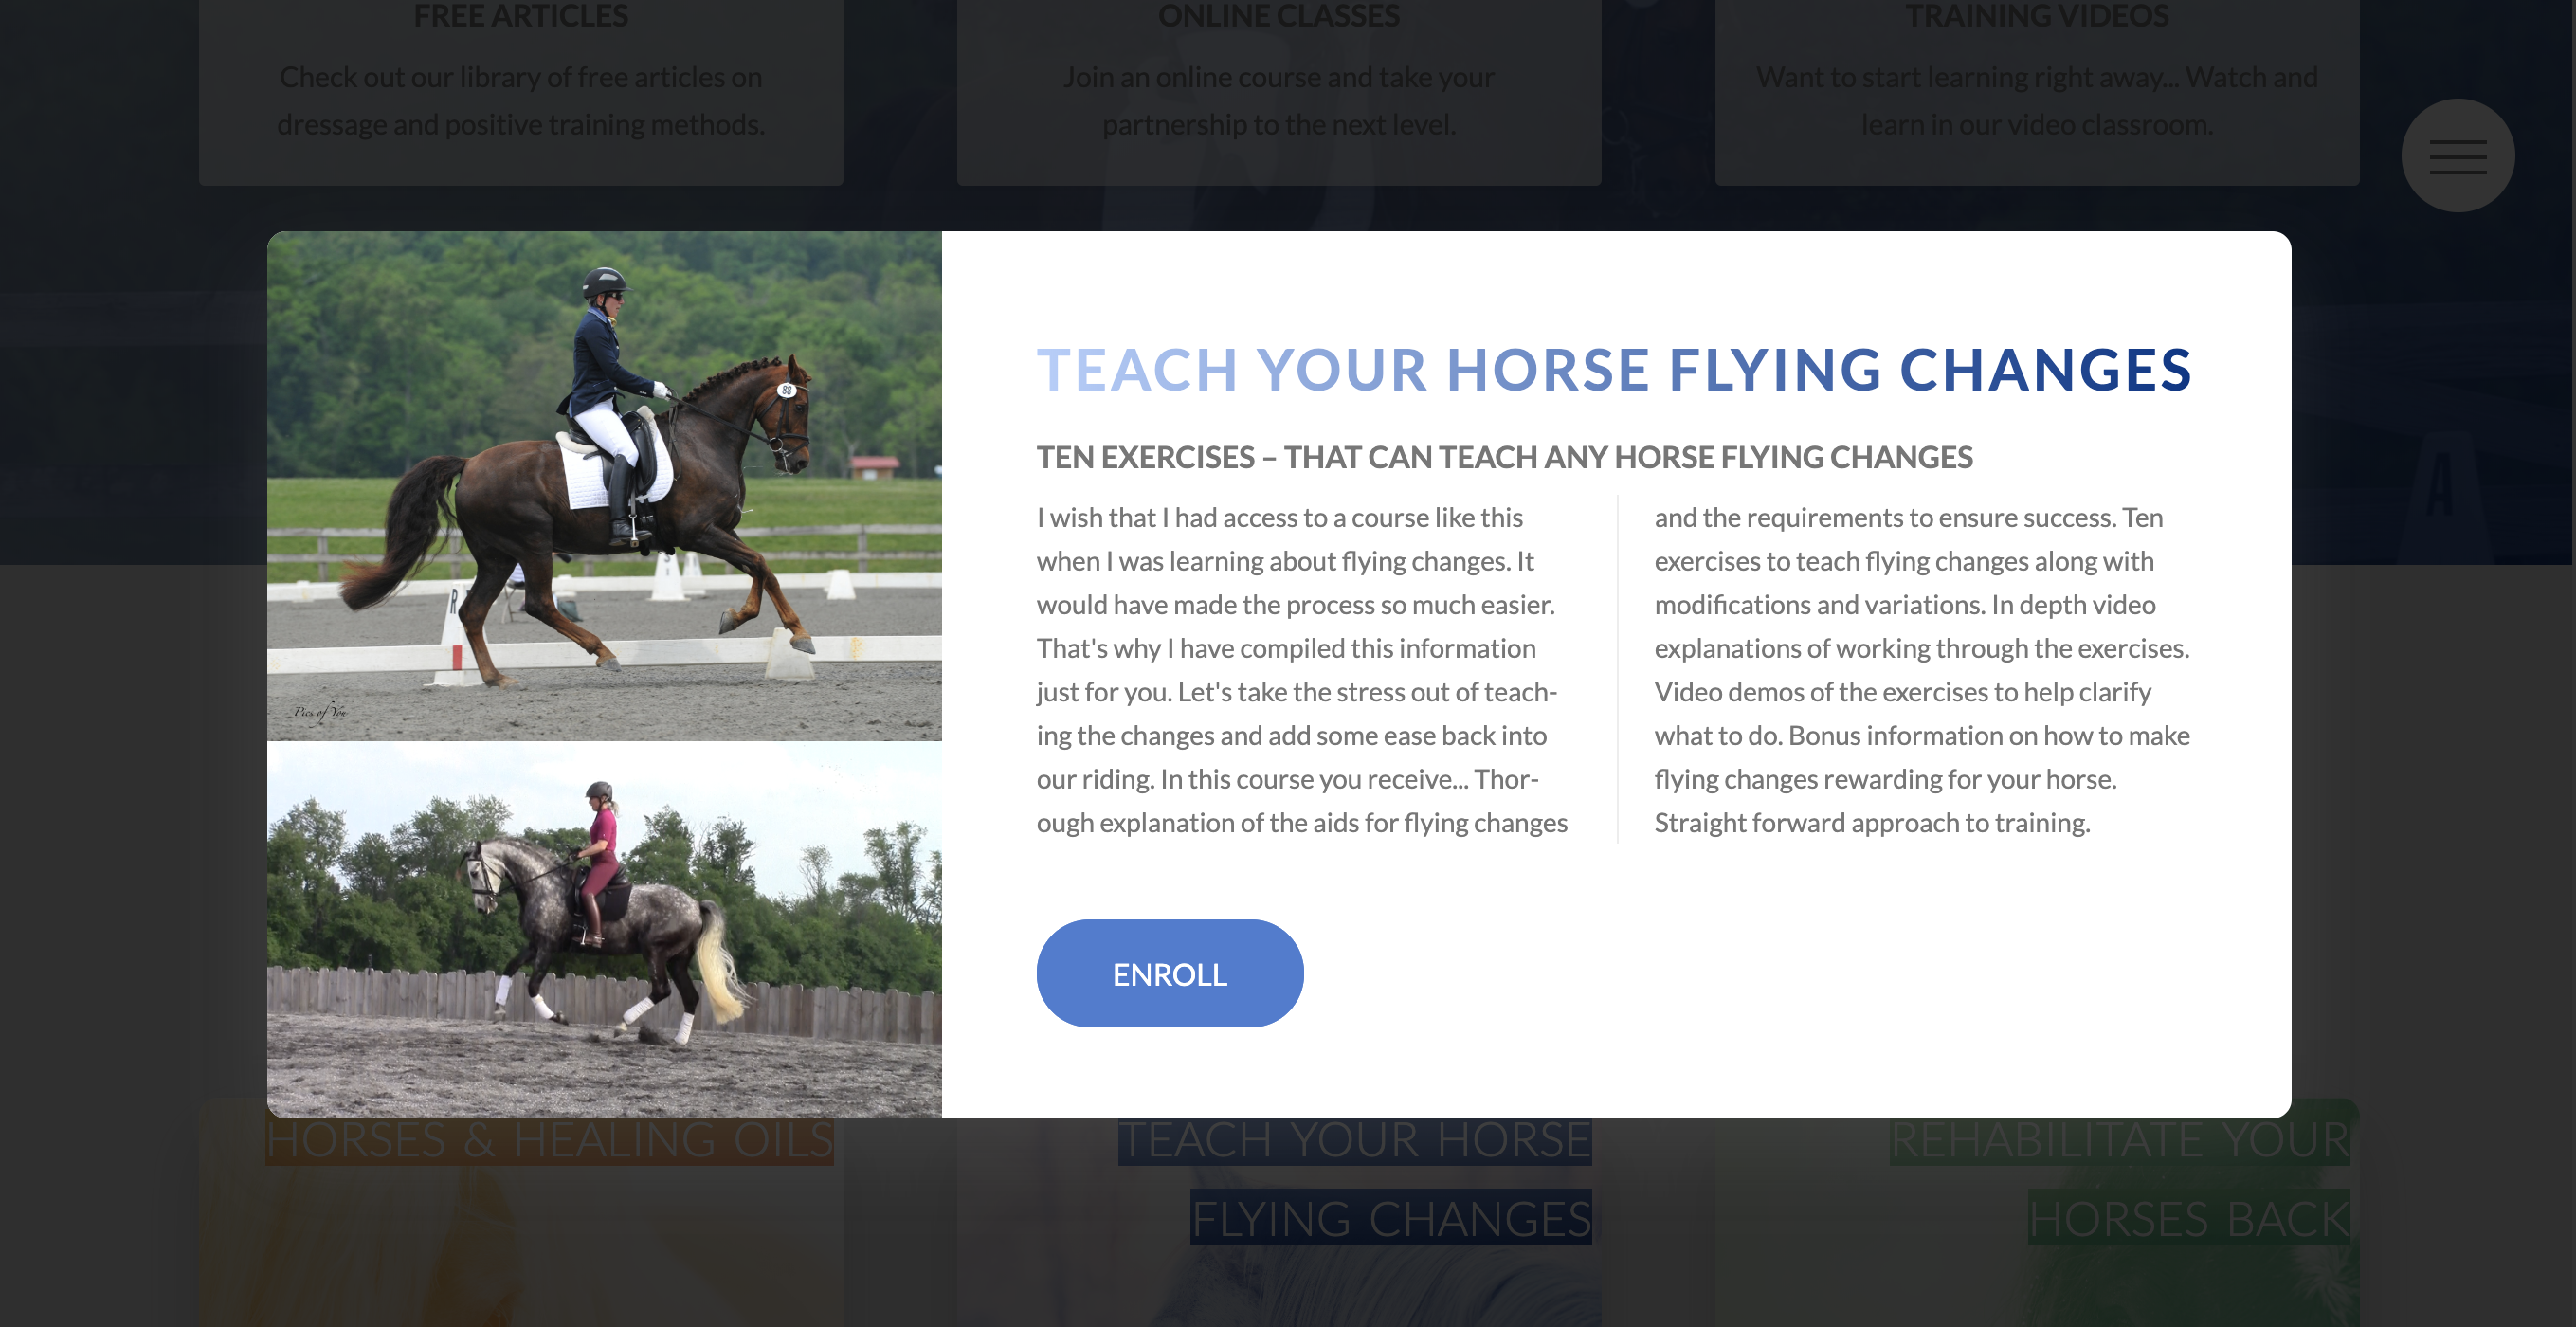 FREE ARTICLES
Check out our library of free articles on
dressage and positive training methods.
ONLINE CLASSES
Join an online course and take your
partnership to the next level.
TRAINING VIDEOS
Want to start learning right away... Watch and
learn in our video classroom.
A
88
S
R
Pics of You
TEACH YOUR HORSE FLYING CHANGES
TEN EXERCISES – THAT CAN TEACH ANY HORSE FLYING CHANGES
I wish that I had access to a course like this
when I was learning about flying changes. It
would have made the process so much easier.
That's why I have compiled this information
just for you. Let's take the stress out of teach-
ing the changes and add some ease back into
our riding. In this course you receive... Thor-
ough explanation of the aids for flying changes
and the requirements to ensure success. Ten
exercises to teach flying changes along with
modifications and variations. In depth video
explanations of working through the exercises.
Video demos of the exercises to help clarify
what to do. Bonus information on how to make
flying changes rewarding for your horse.
Straight forward approach to training.
ENROLL
HORSES & HEALING OILS
TEACH YOUR HORSE
FLYING CHANGES
REHABILITATE YOUR
HORSES BACK